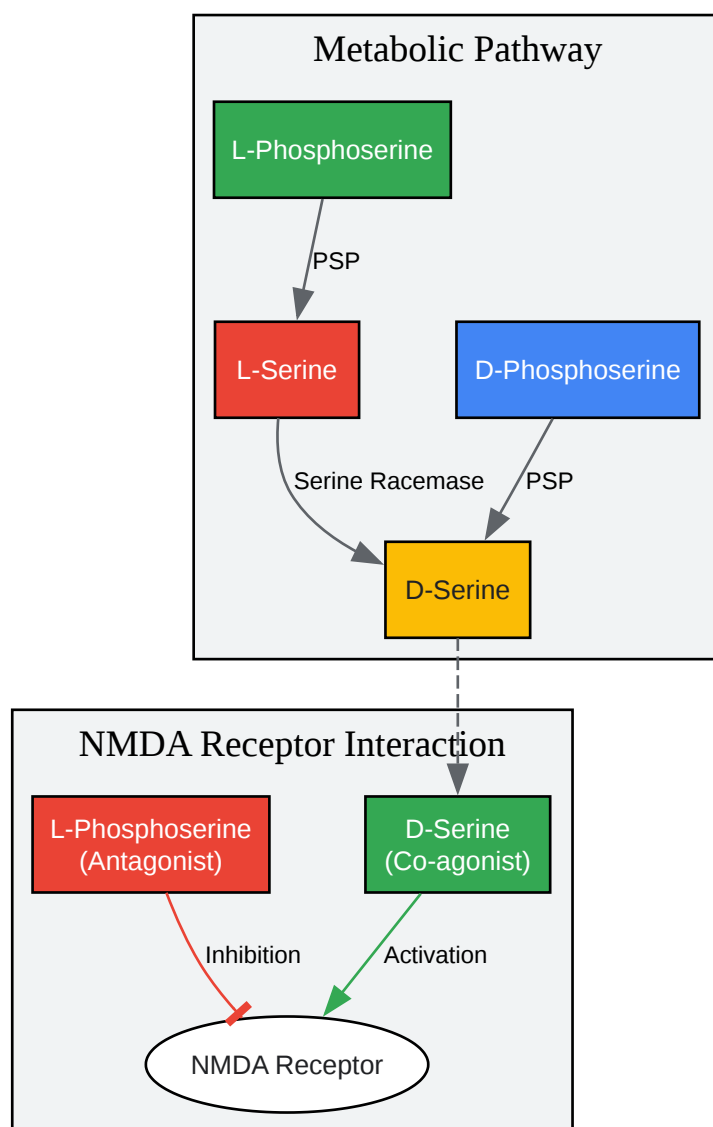 Metabolic Pathway
L-Phosphoserine
PSP
L-Serine
D-Phosphoserine
Serine Racemase
PSP
D-Serine
NMDA Receptor Interaction
L-Phosphoserine
(Antagonist)
D-Serine
(Co-agonist)
Inhibition
Activation
NMDA Receptor